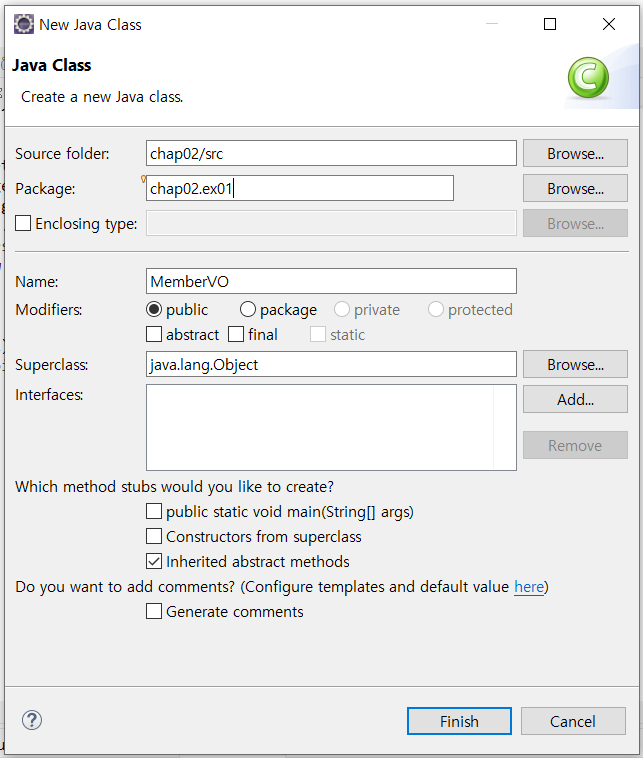 New Java Class
Java Class
Create a new Java class.
Source folder: chap02/src Browse...
Package: chap02.ex01 Browse...
Enclosing type: Browse...
Name: MemberVO
Modifiers: public package private protected
abstract final static
Superclass: java.lang.Object Browse...
Interfaces: Add...
Remove
Which method stubs would you like to create?
public static void main(String[] args)
Constructors from superclass
Inherited abstract methods
Do you want to add comments? (Configure templates and default value here)
Generate comments
? Finish Cancel